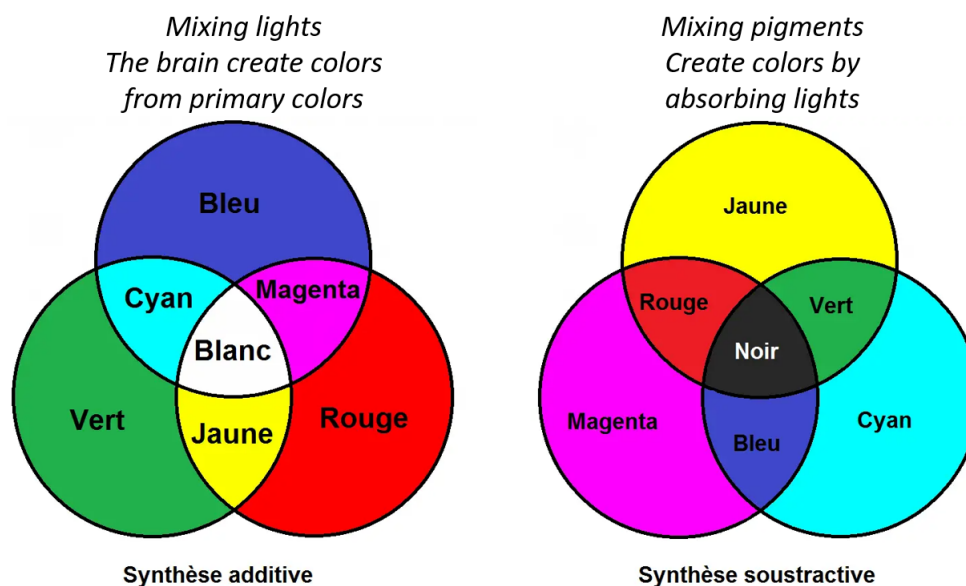 Mixing lights
The brain create colors
from primary colors
Bleu
Cyan
Magenta
Blanc
Vert
Jaune
Rouge
Synthèse additive
Mixing pigments
Create colors by
absorbing lights
Jaune
Rouge
Vert
Noir
Magenta
Bleu
Cyan
Synthèse soustractive